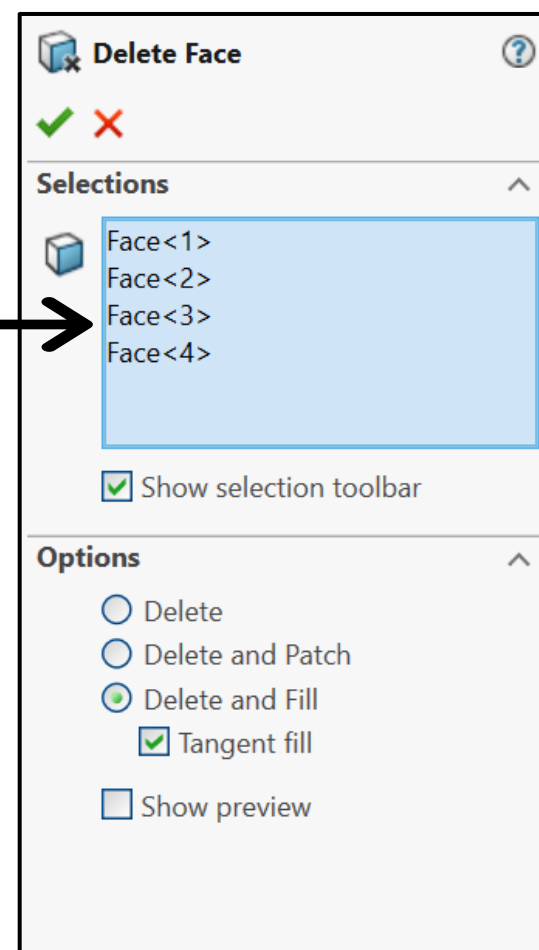 Delete Face
Selections
Face<1>
Face<2>
Face<3>
Face<4>
Show selection toolbar
Options
Delete
Delete and Patch
Delete and Fill
Tangent fill
Show preview